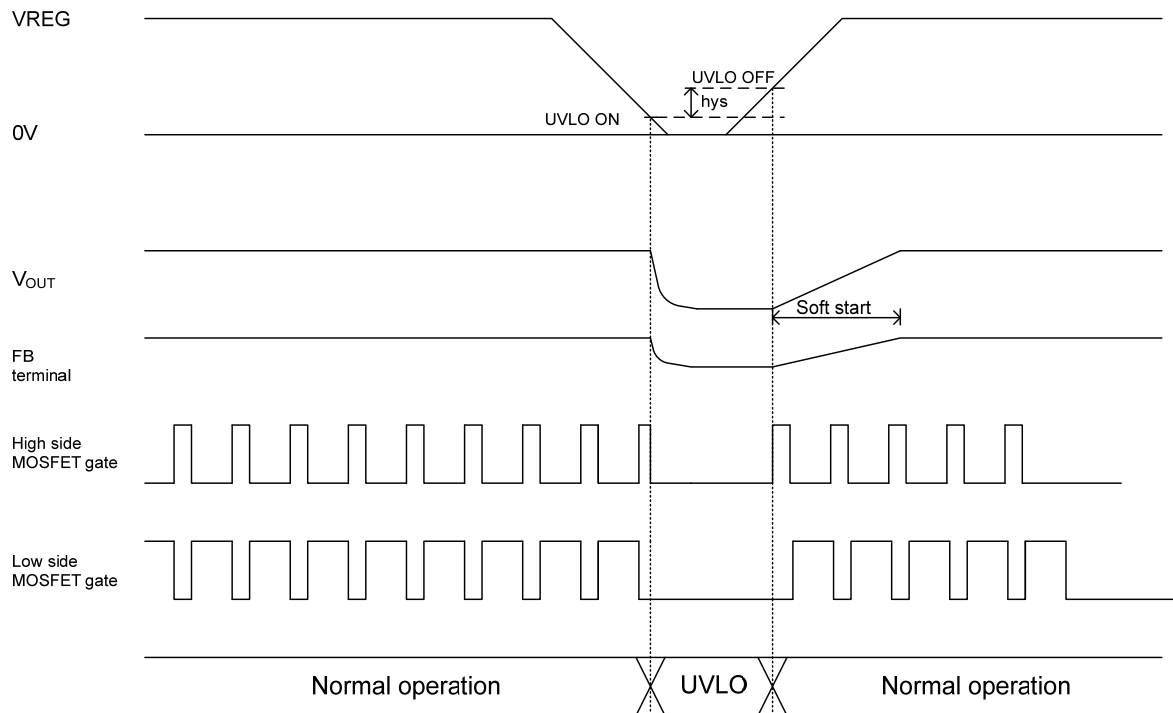 VREG
UVLO OFF
hys
UVLO ON
0V
VOUT
Soft start
FB
terminal
High side
MOSFET gate
Low side
MOSFET gate
Normal operation
UVLO
Normal operation